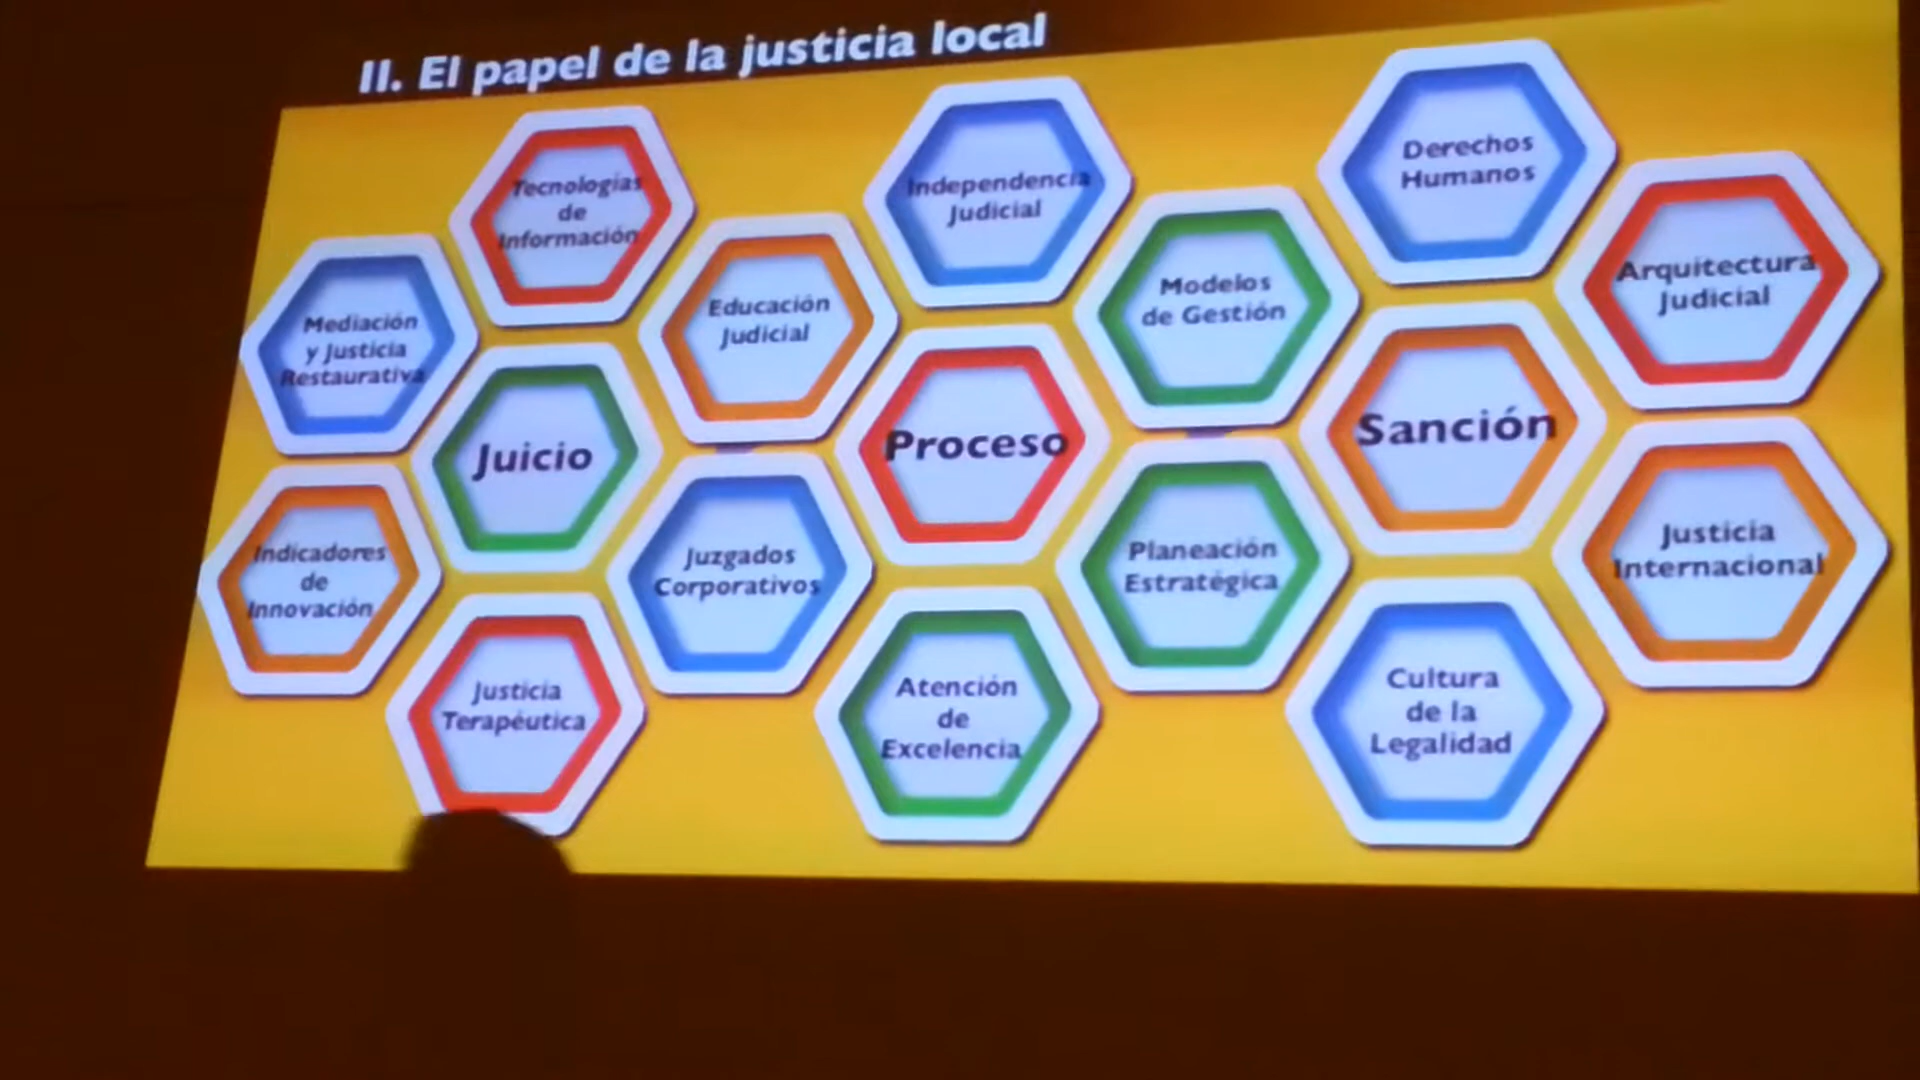 II. El papel de la justicia local
Tecnologías
de
Información
Independencia
Judicial
Derechos
Humanos
Mediación
y Justicia
Restaurativa
Educación
Judicial
Modelos
de Gestión
Arquitectura
Judicial
Juicio
Proceso
Sanción
Indicadores
de
Innovación
Juzgados
Corporativos
Planeación
Estratégica
Justicia
Internacional
Justicia
Terapéutica
Atención
de
Excelencia
Cultura
de la
Legalidad